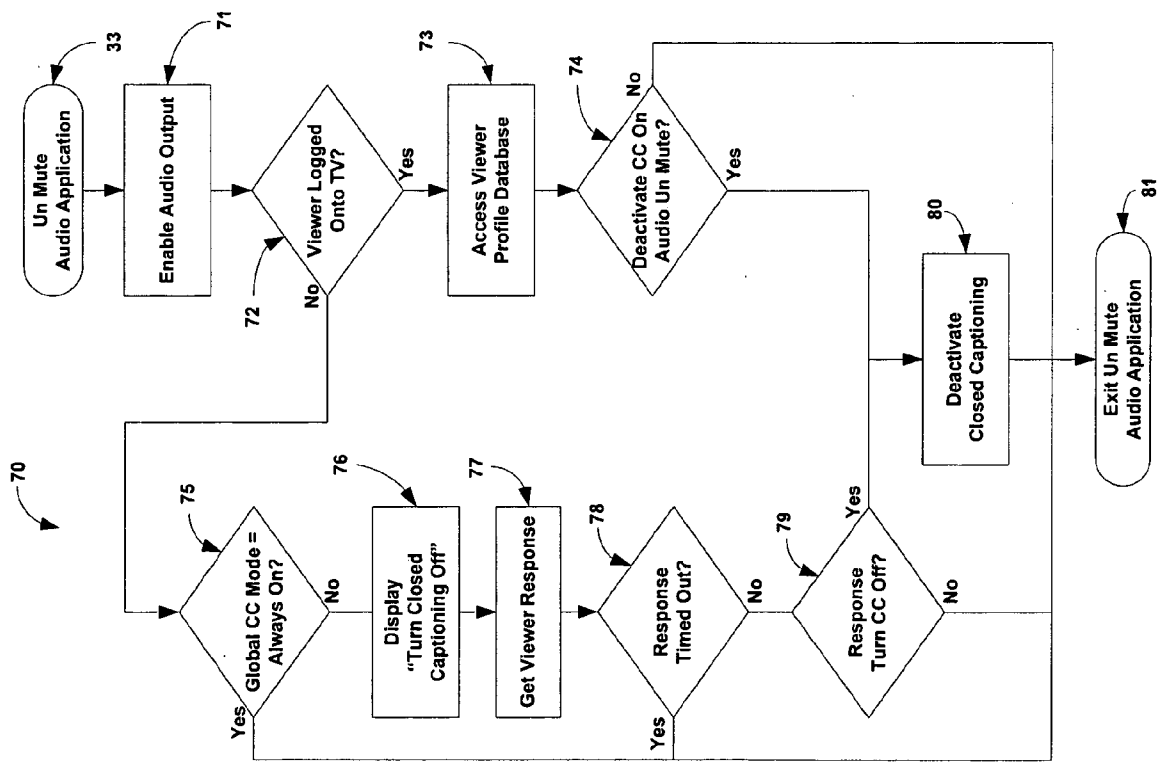 70
Un Mute
Audio Application
33
Enable Audio Output
71
Viewer Logged
Onto TV?
72
No
Yes
Access Viewer
Profile Database
73
Deactivate CC On
Audio Un Mute?
74
No
Yes
Global CC Mode =
Always On?
75
Yes
No
Display
“Turn Closed
Captioning Off”
76
Get Viewer Response
77
Response
Timed Out?
78
Yes
No
Response
Turn CC Off?
79
Yes
No
Deactivate
Closed Captioning
80
Exit Un Mute
Audio Application
81